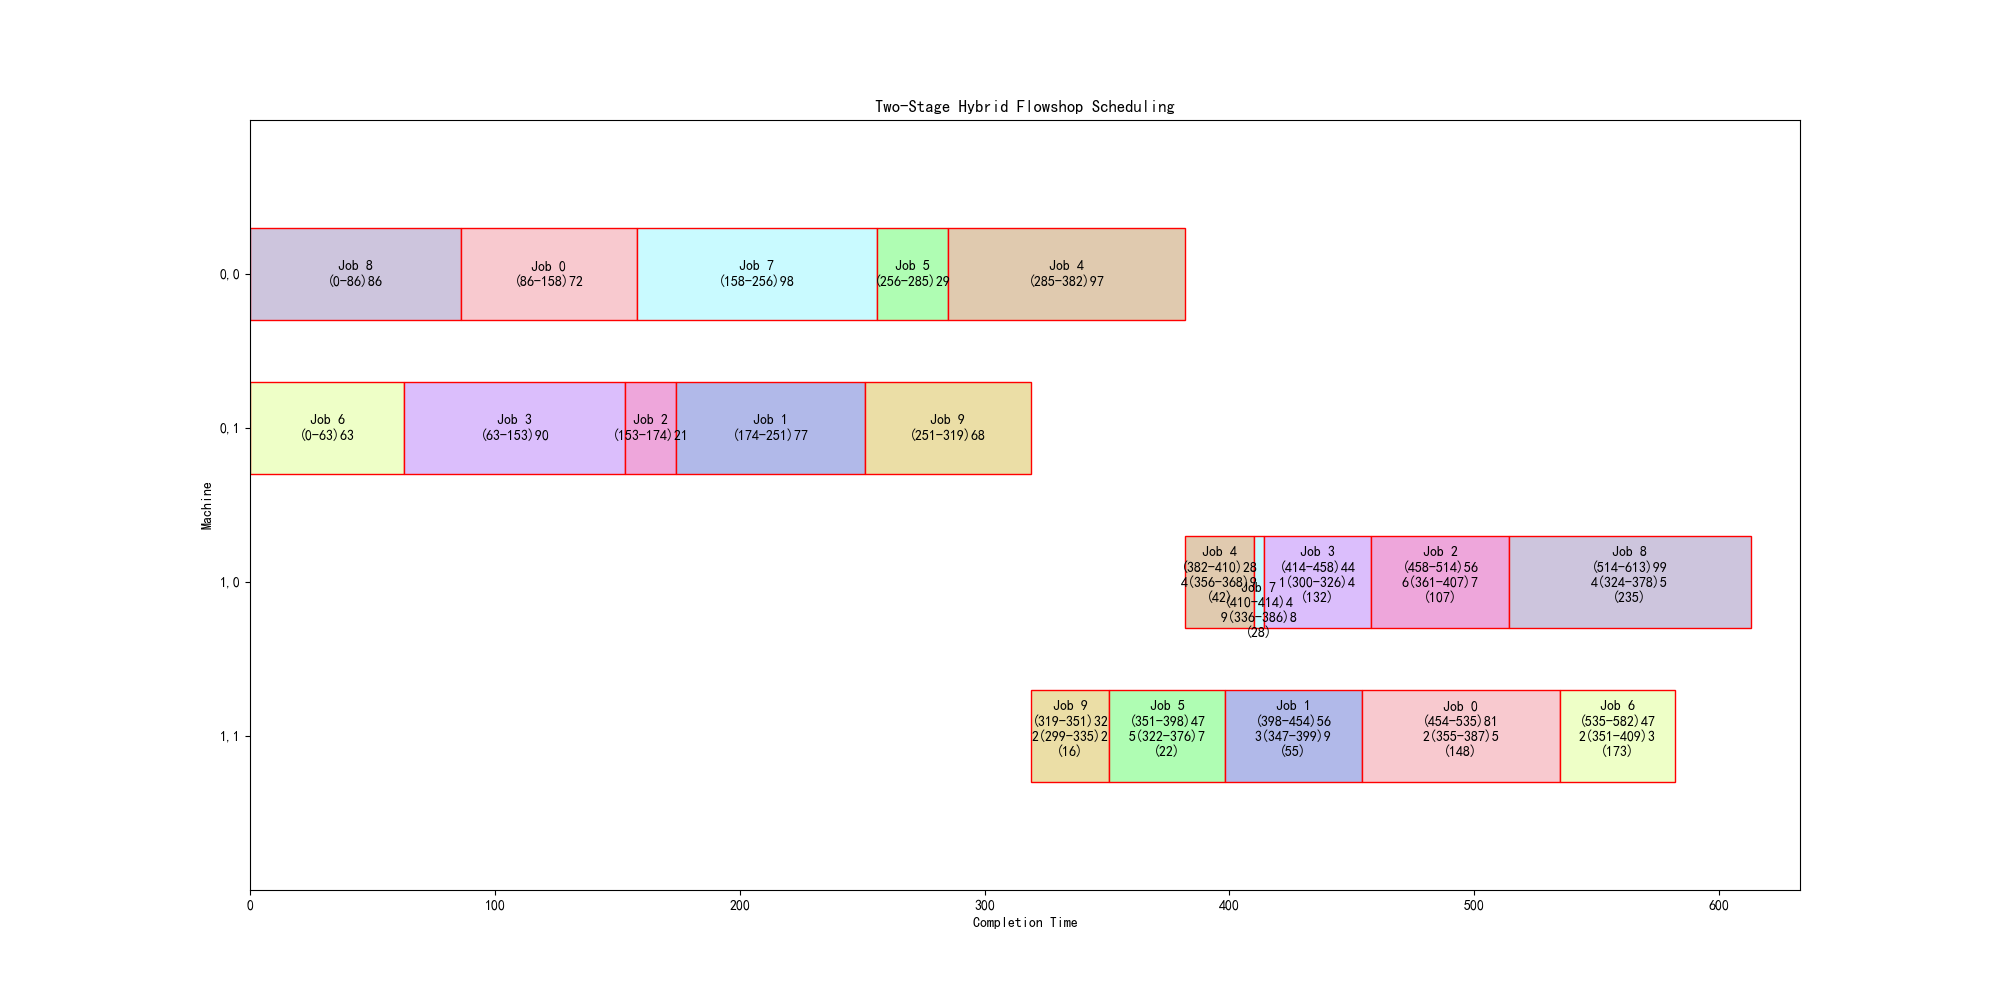 Two-Stage Hybrid Flowshop Scheduling
Machine
0,0
Job 8
(0-86)86
Job 0
(86-158)72
Job 7
(158-256)98
Job 5
(256-285)29
Job 4
(285-382)97
0,1
Job 6
(0-63)63
Job 3
(63-153)90
Job 2
(153-174)21
Job 1
(174-251)77
Job 9
(251-319)68
1,0
Job 4
(382-410)28
4(356-368)9
(42)
Job 7
(410-414)4
9(336-386)8
(28)
Job 3
(414-458)44
1(300-326)4
(132)
Job 2
(458-514)56
6(361-407)7
(107)
Job 8
(514-613)99
4(324-378)5
(235)
1,1
Job 9
(319-351)32
2(299-335)2
(16)
Job 5
(351-398)47
5(322-376)7
(22)
Job 1
(398-454)56
3(347-399)9
(55)
Job 0
(454-535)81
2(355-387)5
(148)
Job 6
(535-582)47
2(351-409)3
(173)
0
100
200
300
400
500
600
Completion Time